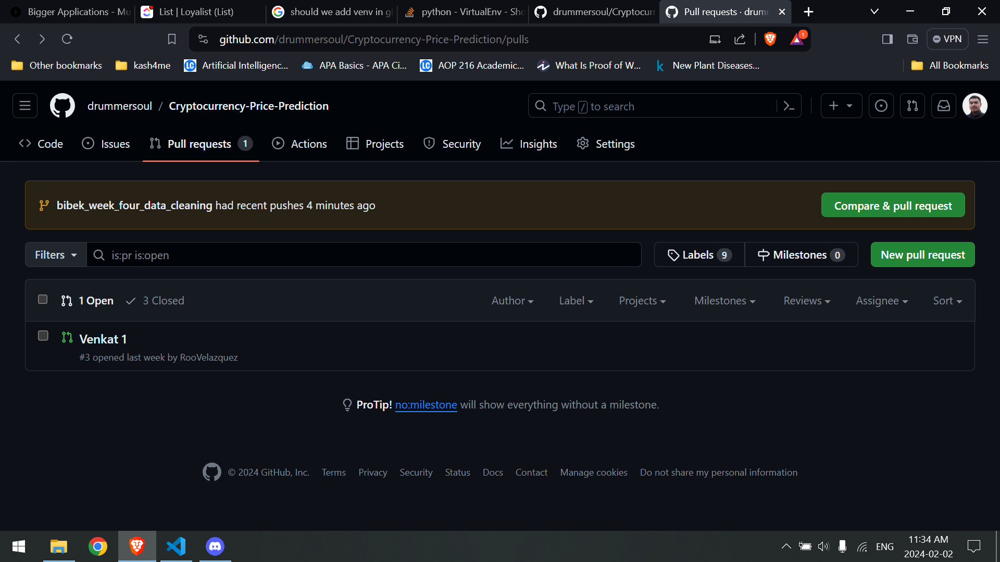 Bigger Applications - Mu
List | Loyalist (List)
should we add venv in gi
python - VirtualEnv - Sho
drummersoul/Cryptocurr
Pull requests · drumm
github.com/drummersoul/Cryptocurrency-Price-Prediction/pulls
1
VPN
Other bookmarks
kash4me
LC
Artificial Intelligenc...
APA Basics - APA Ci...
LC
AOP 216 Academic...
What Is Proof of W...
k
New Plant Diseases...
All Bookmarks
drummersoul / Cryptocurrency-Price-Prediction
Type / to search
Code
Issues
Pull requests 1
Actions
Projects
Security
Insights
Settings
bibek_week_four_data_cleaning had recent pushes 4 minutes ago
Compare & pull request
Filters
is:pr is:open
Labels 9
Milestones 0
New pull request
1 Open
3 Closed
Author
Label
Projects
Milestones
Reviews
Assignee
Sort
Venkat 1
#3 opened last week by RooVelazquez
ProTip! no:milestone will show everything without a milestone.
© 2024 GitHub, Inc.
Terms
Privacy
Security
Status
Docs
Contact
Manage cookies
Do not share my personal information
ENG
11:34 AM
2024-02-02